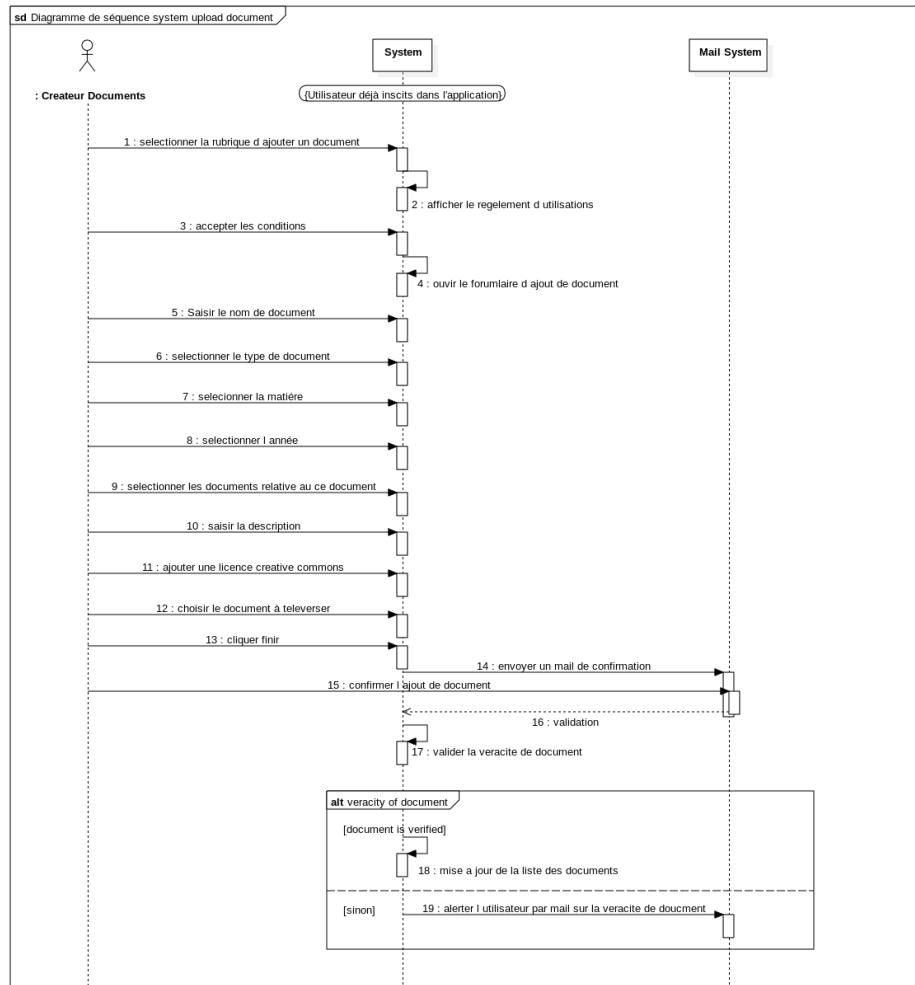 sd Diagramme de séquence system upload document
System
Mail System
: Createur Documents
{Utilisateur déjà inscits dans l'application}
1 : selectionner la rubrique d ajouter un document
2 : afficher le regelement d utilisations
3 : accepter les conditions
4 : ouvir le forumlaire d ajout de document
5 : Saisir le nom de document
6 : selectionner le type de document
7 : selecionner la matiére
8 : selectionner l année
9 : selectionner les documents relative au ce document
10 : saisir la description
11 : ajouter une licence creative commons
12 : choisir le document à televerser
13 : cliquer finir
14 : envoyer un mail de confirmation
15 : confirmer l ajout de document
16 : validation
17 : valider la veracite de document
alt veracity of document
[document is verified]
18 : mise a jour de la liste des documents
[sinon]
19 : alerter l utilisateur par mail sur la veracite de doucment